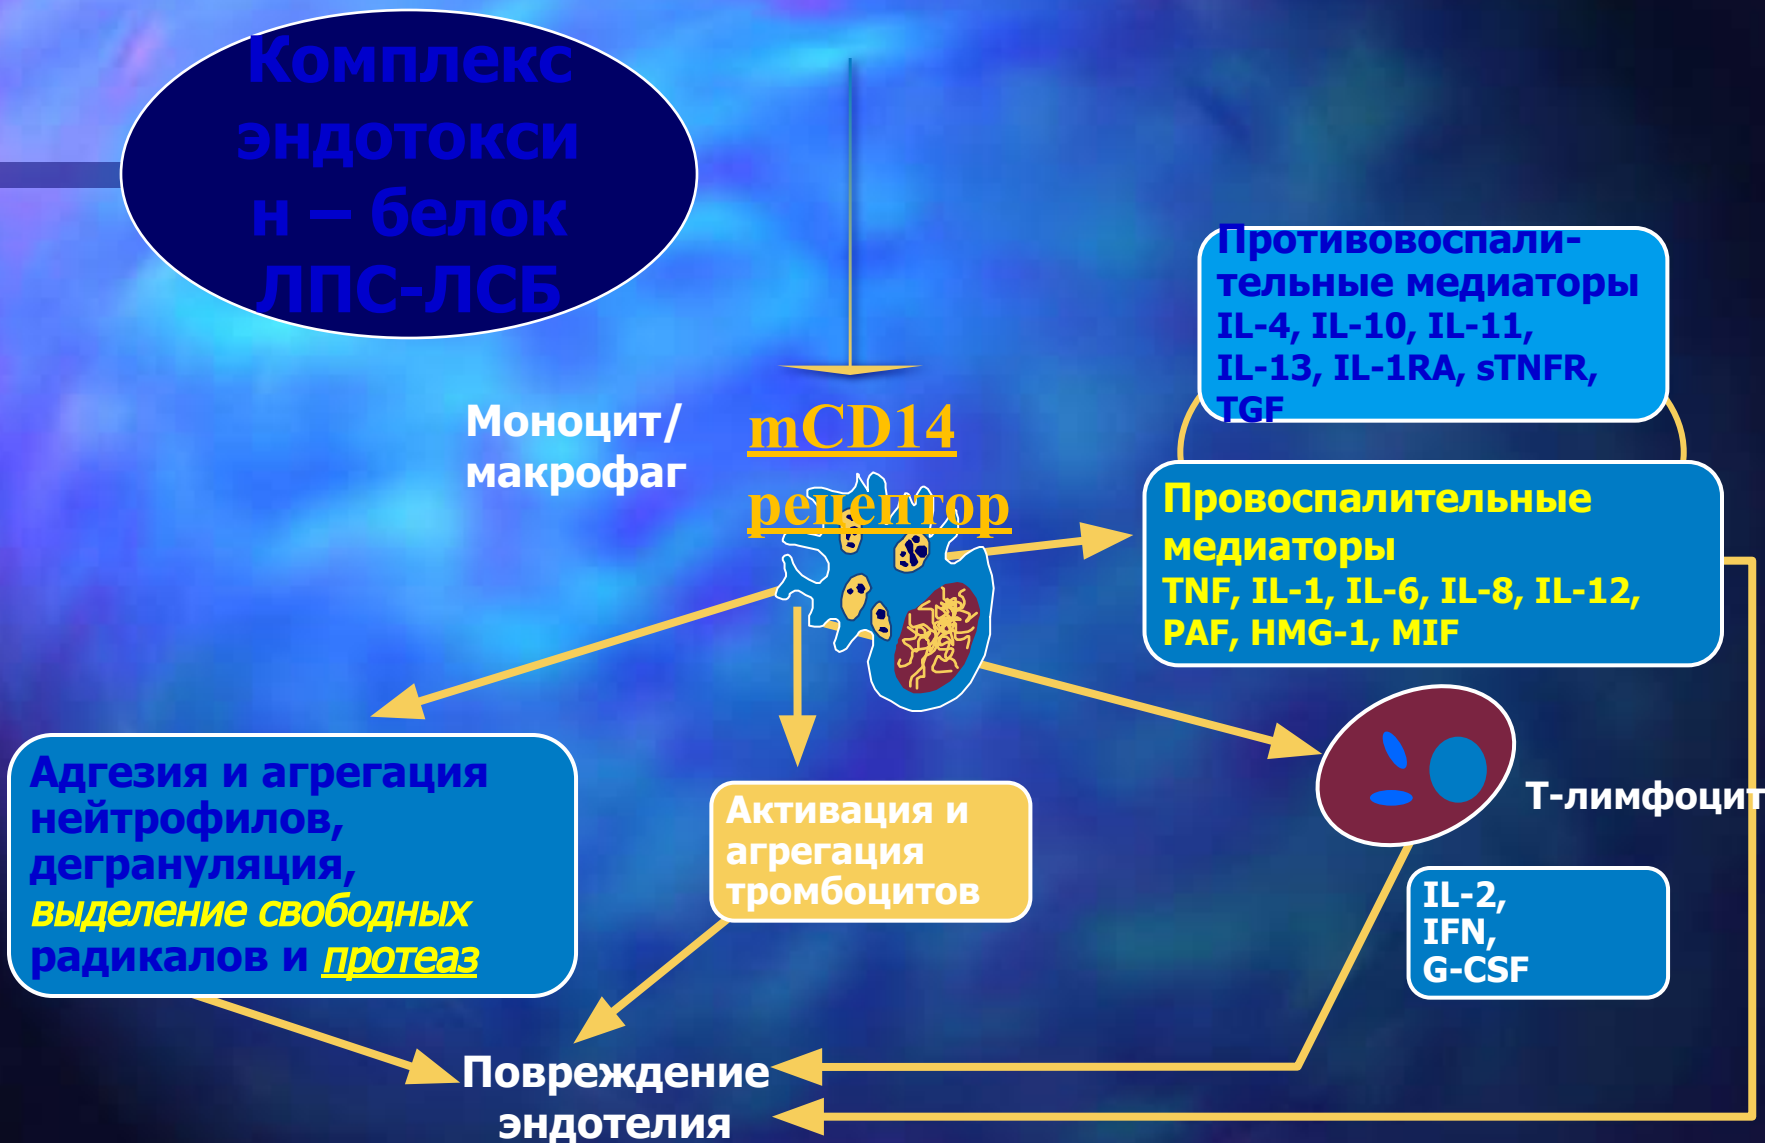 Комплекс
эндотокси
н – белок
ЛПС-ЛСБ
Противовоспали-
тельные медиаторы
IL-4, IL-10, IL-11,
IL-13, IL-1RA, sTNFR,
TGF
Моноцит/
макрофаг
mCD14
рецептор
Провоспалительные
медиаторы
TNF, IL-1, IL-6, IL-8, IL-12,
PAF, HMG-1, MIF
Адгезия и агрегация
нейтрофилов,
дегрануляция,
выделение свободных
радикалов и протеаз
Активация и
агрегация
тромбоцитов
Т-лимфоцит
IL-2,
IFN,
G-CSF
Повреждение
эндотелия